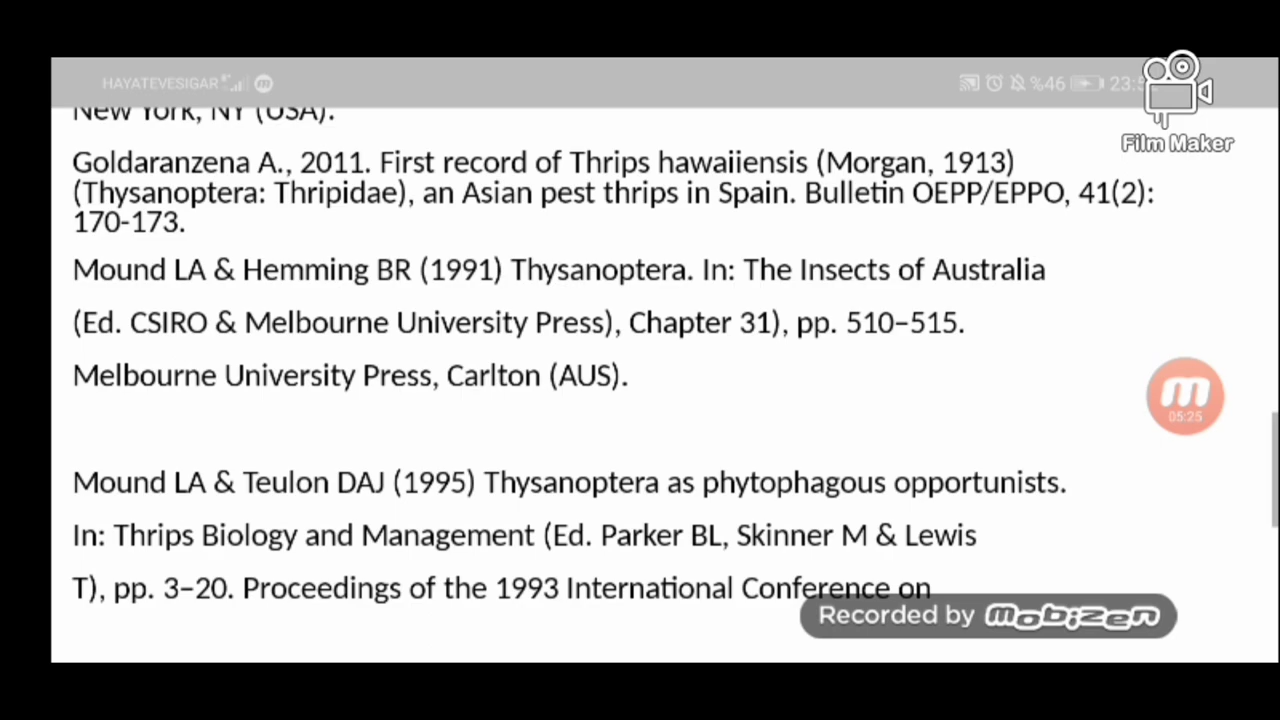 HAYATEVESIGAR
%46
Film Maker
New York, NY (USA).
Goldaranzena A., 2011. First record of Thrips hawaiiensis (Morgan, 1913)
(Thysanoptera: Thripidae), an Asian pest thrips in Spain. Bulletin OEPP/EPPO, 41(2):
170-173.
Mound LA & Hemming BR (1991) Thysanoptera. In: The Insects of Australia
(Ed. CSIRO & Melbourne University Press), Chapter 31), pp. 510–515.
Melbourne University Press, Carlton (AUS).
m
05:25
Mound LA & Teulon DAJ (1995) Thysanoptera as phytophagous opportunists.
In: Thrips Biology and Management (Ed. Parker BL, Skinner M & Lewis
T), pp. 3–20. Proceedings of the 1993 International Conference on
Recorded by mobizen